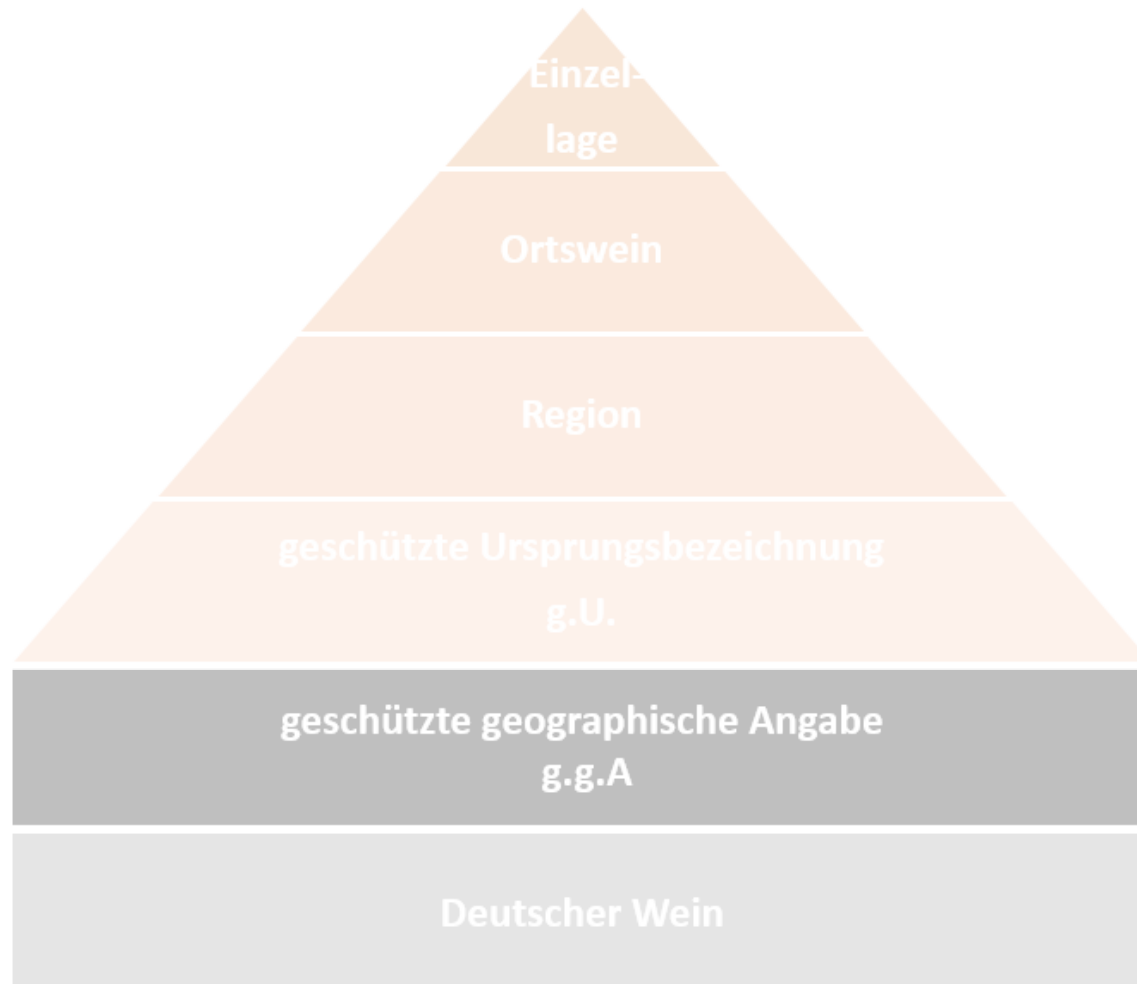 Einzel-
lage
Ortswein
Region
geschützte Ursprungsbezeichnung
g.U.
geschützte geographische Angabe
g.g.A
Deutscher Wein